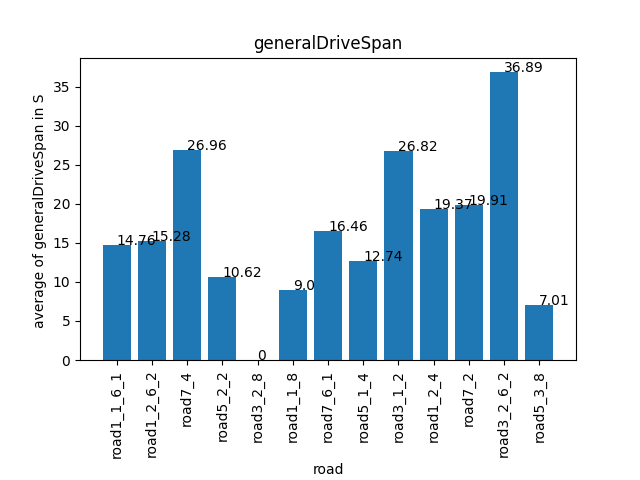 generalDriveSpan
average of generalDriveSpan in S
35
30
25
20
15
10
5
0
14.76
15.28
26.96
10.62
0
9.0
16.46
12.74
26.82
19.37
19.91
36.89
7.01
road1_1_6_1
road1_2_6_2
road7_4
road5_2_2
road3_2_8
road1_1_8
road7_6_1
road5_1_4
road3_1_2
road1_2_4
road7_2
road3_2_6_2
road5_3_8
road